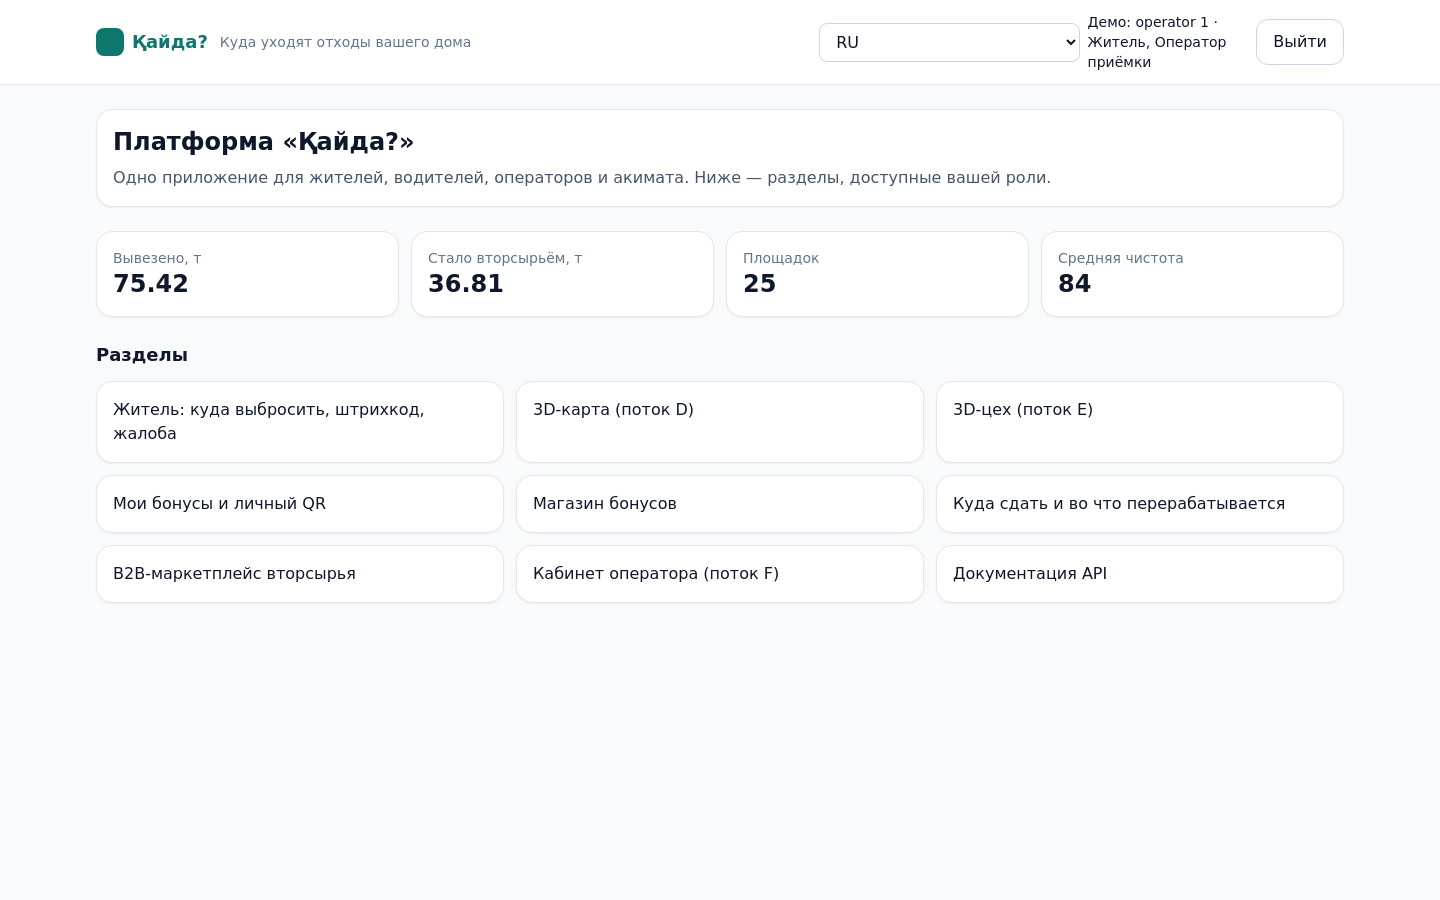 Қайда?
Куда уходят отходы вашего дома
RU
Демо: operator 1 ·
Житель, Оператор
приёмки
Выйти
Платформа «Қайда?»
Одно приложение для жителей, водителей, операторов и акимата. Ниже — разделы, доступные вашей роли.
Вывезено, т
75.42
Стало вторсырьём, т
36.81
Площадок
25
Средняя чистота
84
Разделы
Житель: куда выбросить, штрихкод,
жалоба
3D-карта (поток D)
3D-цех (поток E)
Мои бонусы и личный QR
Магазин бонусов
Куда сдать и во что перерабатывается
B2B-маркетплейс вторсырья
Кабинет оператора (поток F)
Документация API